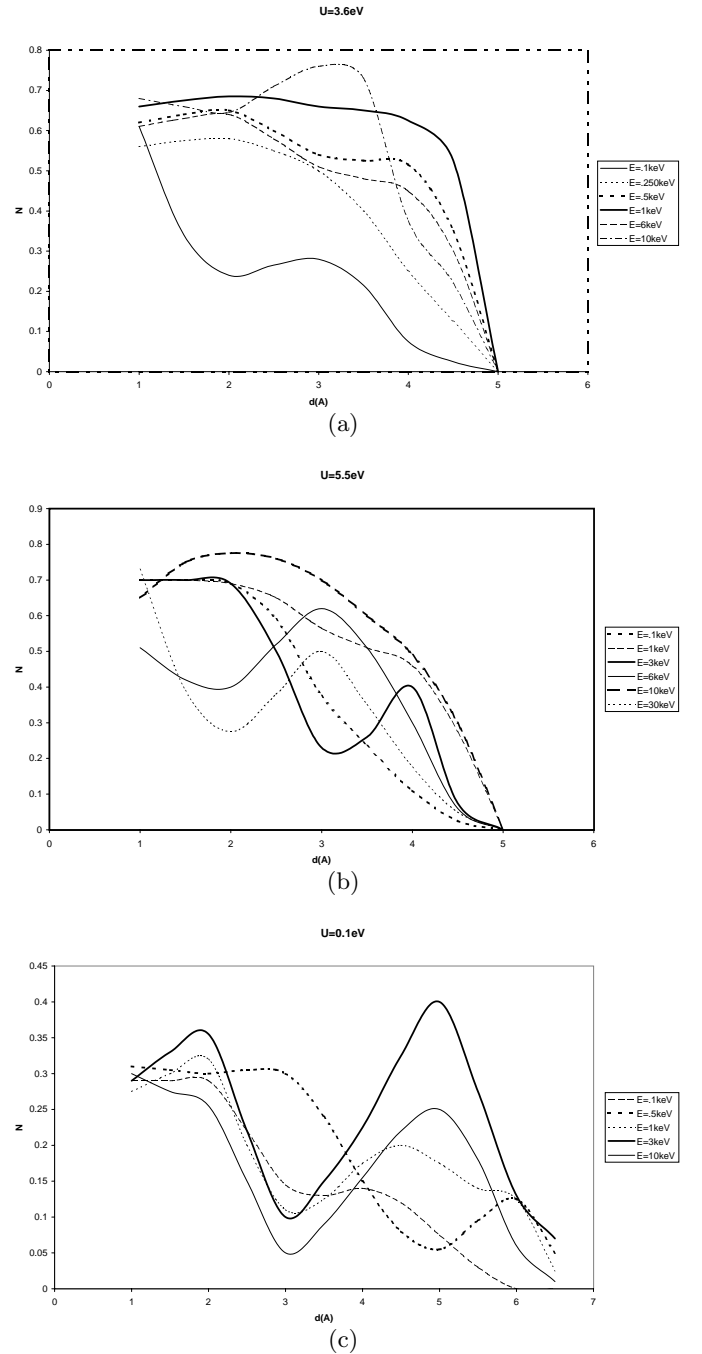 U=3.6eV
0.8
0.7
0.6
0.5
0.4
0.3
0.2
0.1
0
N
0 1 2 3 4 5 6
d(A)
E=.1keV
E=.250keV
E=.5keV
E=1keV
E=6keV
E=10keV
(a)
U=5.5eV
0.9
0.8
0.7
0.6
0.5
0.4
0.3
0.2
0.1
0
N
0 1 2 3 4 5 6
d(A)
E=.1keV
E=1keV
E=3keV
E=6keV
E=10keV
E=30keV
(b)
U=0.1eV
0.45
0.4
0.35
0.3
0.25
0.2
0.15
0.1
0.05
0
N
0 1 2 3 4 5 6 7
d(A)
E=.1keV
E=.5keV
E=1keV
E=3keV
E=10keV
(c)